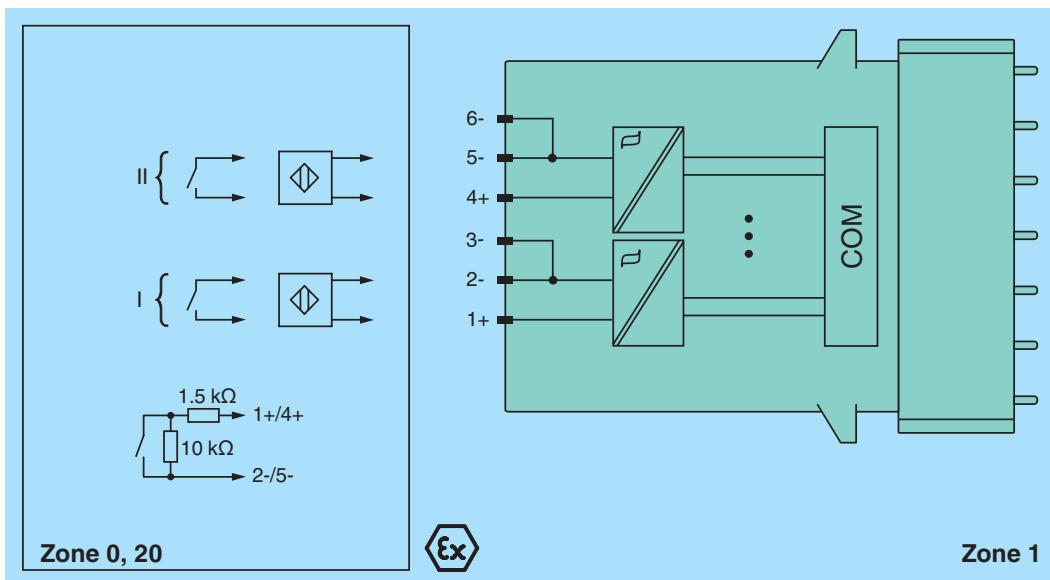 II
I
1.5 kΩ
1+/4+
10 kΩ
2-/5-
Zone 0, 20
6-
5-
4+
3-
2-
1+
COM
εx
Zone 1